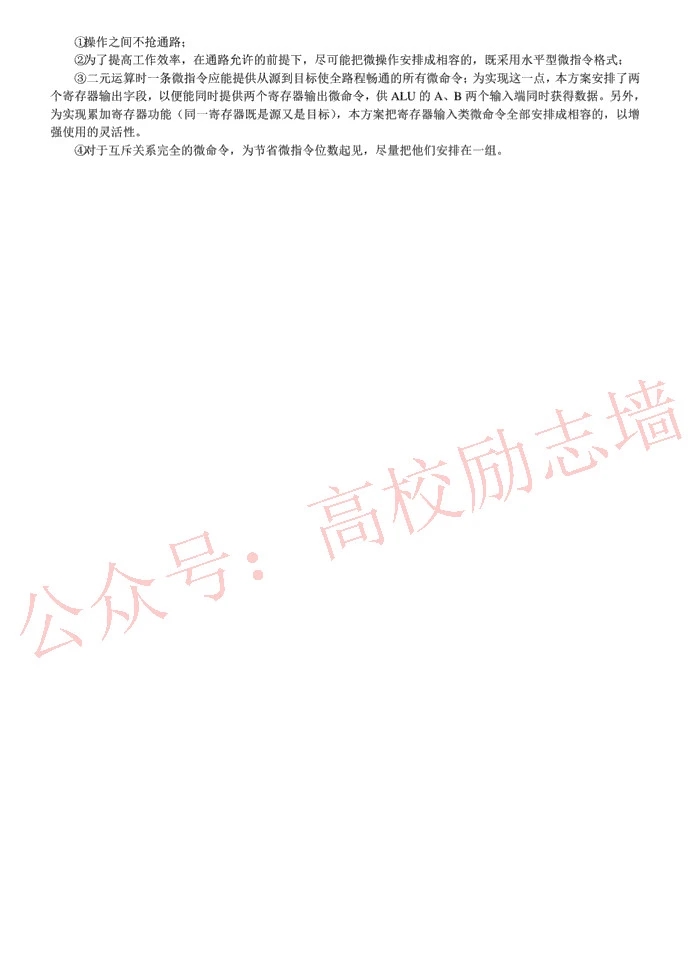 ①操作之间不抢通路；
②为了提高工作效率，在通路允许的前提下，尽可能把微操作安排成相容的，既采用水平型微指令格式；
③二元运算时一条微指令应能提供从源到目标使全路程畅通的所有微命令；为实现这一点，本方案安排了两
个寄存器输出字段，以便能同时提供两个寄存器输出微命令，供 ALU 的 A、B 两个输入端同时获得数据。另外，
为实现累加寄存器功能（同一寄存器既是源又是目标），本方案把寄存器输入类微命令全部安排成相容的，以增
强使用的灵活性。
④对于互斥关系完全的微命令，为节省微指令位数起见，尽量把他们安排在一组。
公众号：高校励志墙